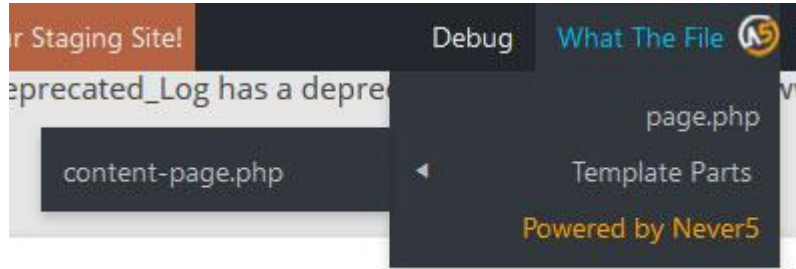 r Staging Site!
Debug
What The File
eprecated_Log has a depre
page.php
content-page.php
Template Parts
Powered by Never5